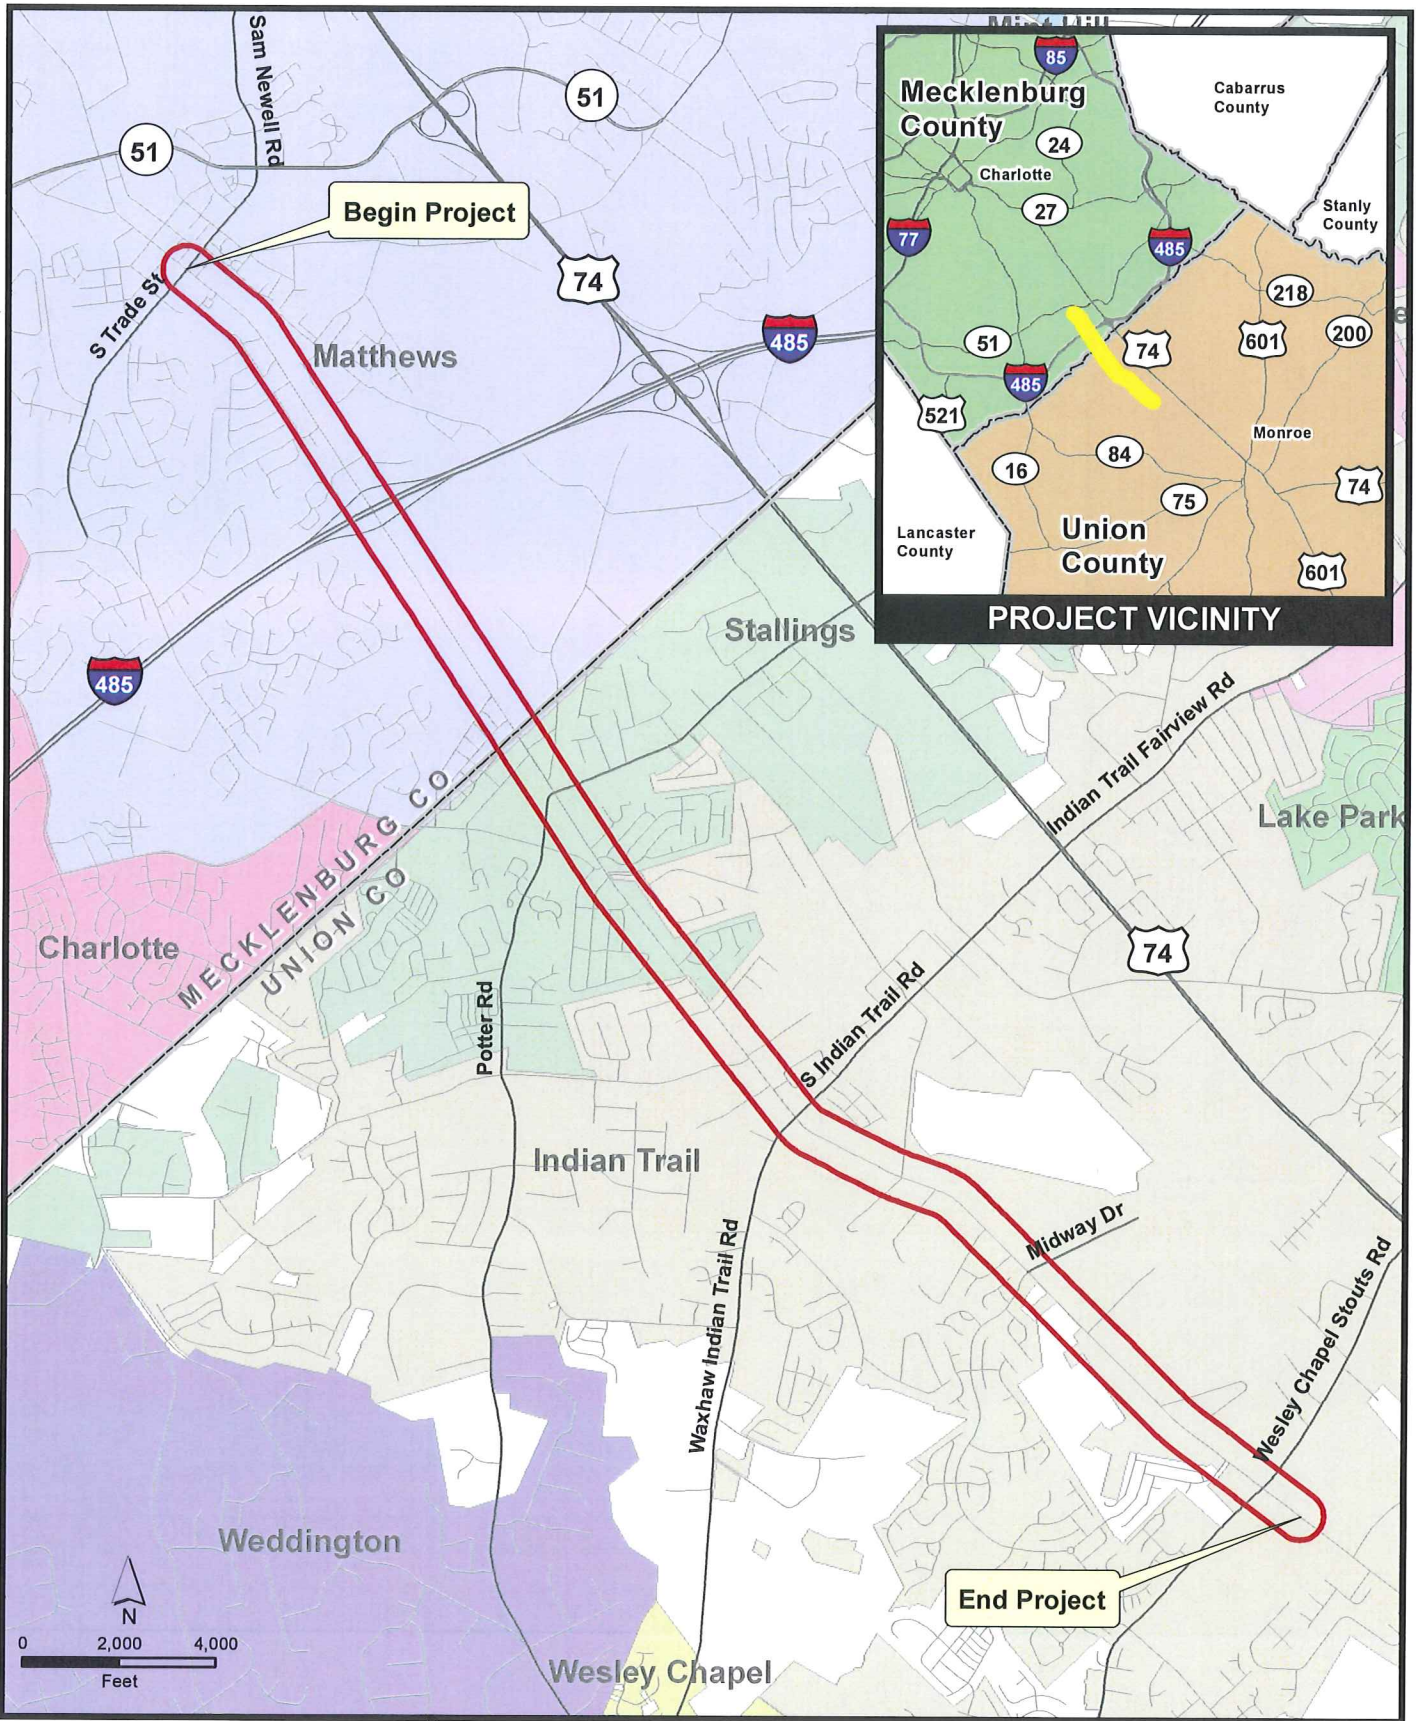 Mint Hill
Sam Newell Rd
51
51
Begin Project
S Trade St
74
Matthews
485
485
Stallings
Indian Trail Fairview Rd
Lake Park
MECKLENBURG CO
UNION CO
Charlotte
74
Potter Rd
S Indian Trail Rd
Indian Trail
Midway Dr
Waxhaw Indian Trail Rd
Wesley Chapel Stouts Rd
Weddington
End Project
Wesley Chapel
N
0 2,000 4,000
Feet
85
Mecklenburg
County
Cabarrus
County
24
Charlotte
27
Stanly
County
77
485
218
51
74
601
200
485
521
Monroe
16
84
75
74
Lancaster
County
Union
County
601
PROJECT VICINITY